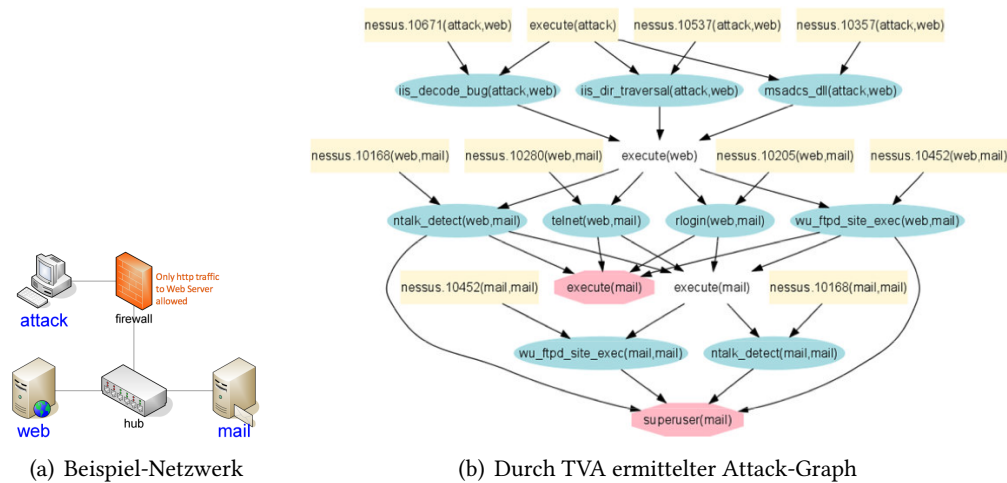 Only http traffic
to Web Server
allowed
attack
firewall
web
hub
mail
(a) Beispiel-Netzwerk
nessus.10671(attack,web)
execute(attack)
nessus.10537(attack,web)
nessus.10357(attack,web)
iis_decode_bug(attack,web)
iis_dir_traversal(attack,web)
msadcs_dll(attack,web)
nessus.10168(web,mail)
nessus.10280(web,mail)
execute(web)
nessus.10205(web,mail)
nessus.10452(web,mail)
ntalk_detect(web,mail)
telnet(web,mail)
rlogin(web,mail)
wu_ftpd_site_exec(web,mail)
nessus.10452(mail,mail)
execute(mail)
execute(mail)
nessus.10168(mail,mail)
wu_ftpd_site_exec(mail,mail)
ntalk_detect(mail,mail)
superuser(mail)
(b) Durch TVA ermittelter Attack-Graph